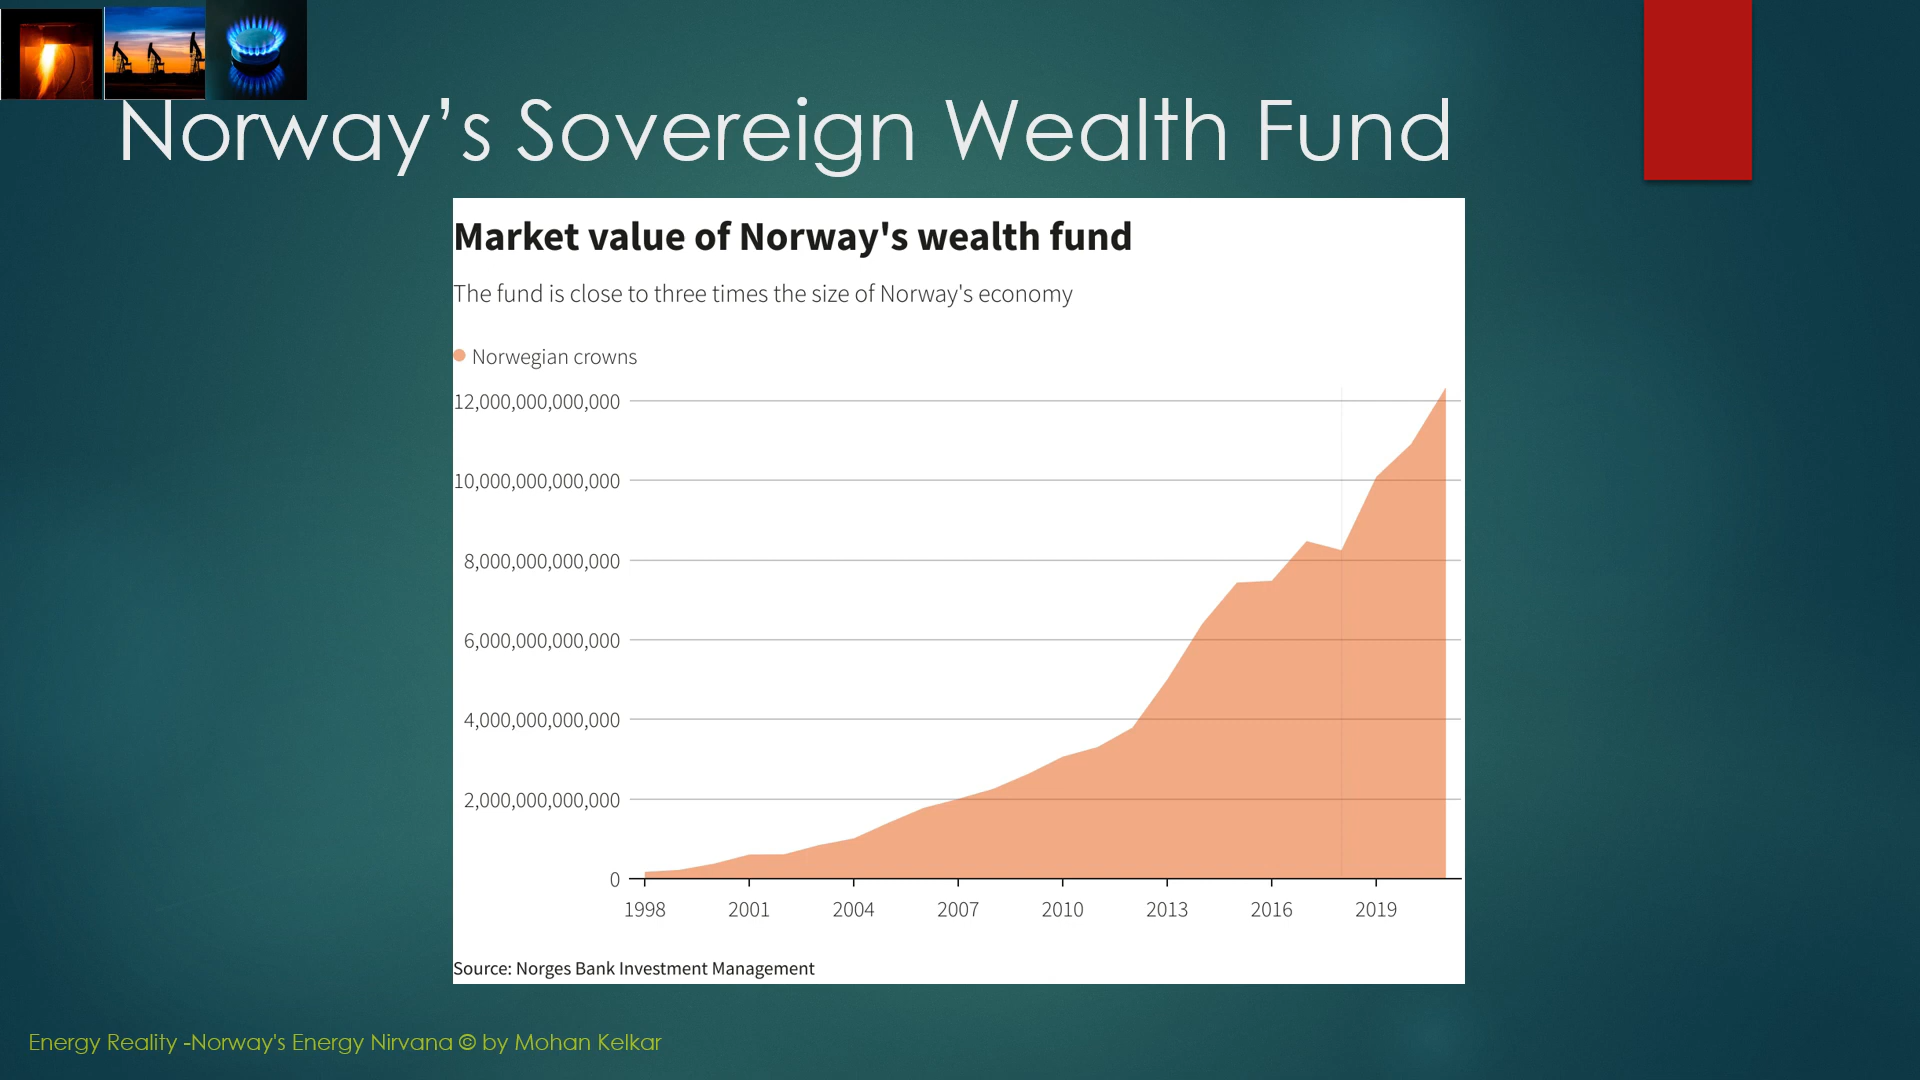 Norway’s Sovereign Wealth Fund
Market value of Norway's wealth fund
The fund is close to three times the size of Norway's economy
Norwegian crowns
12,000,000,000,000
10,000,000,000,000
8,000,000,000,000
6,000,000,000,000
4,000,000,000,000
2,000,000,000,000
0
1998 2001 2004 2007 2010 2013 2016 2019
Source: Norges Bank Investment Management
Energy Reality -Norway's Energy Nirvana © by Mohan Kelkar